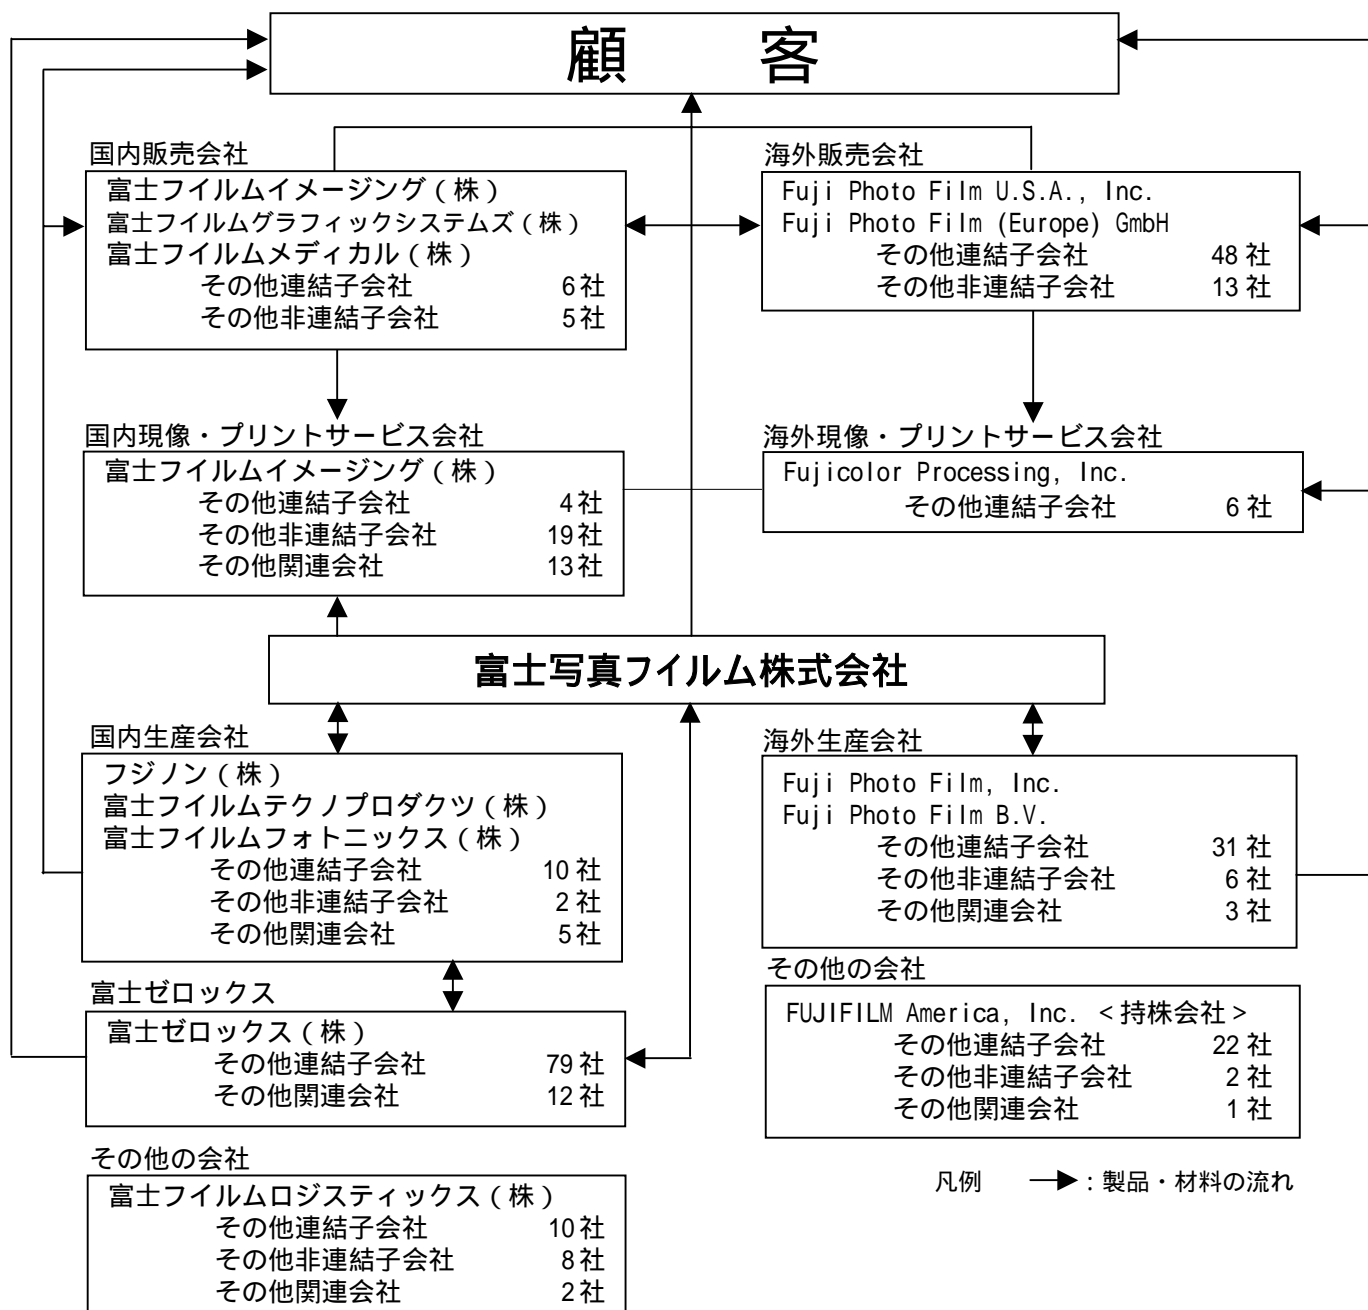 顧 客
国内販売会社
富士フイルムイメージング(株)
富士フイルムグラフィックシステムズ(株)
富士フイルムメディカル(株)
その他連結子会社 6社
その他非連結子会社 5社
海外販売会社
Fuji Photo Film U.S.A., Inc.
Fuji Photo Film (Europe) GmbH
その他連結子会社 48社
その他非連結子会社 13社
国内現像・プリントサービス会社
富士フイルムイメージング(株)
その他連結子会社 4社
その他非連結子会社 19社
その他関連会社 13社
海外現像・プリントサービス会社
Fujicolor Processing, Inc.
その他連結子会社 6社
富士写真フイルム株式会社
国内生産会社
フジノン(株)
富士フイルムテクノプロダクツ(株)
富士フイルムフォトニックス(株)
その他連結子会社 10社
その他非連結子会社 2社
その他関連会社 5社
海外生産会社
Fuji Photo Film, Inc.
Fuji Photo Film B.V.
その他連結子会社 31社
その他非連結子会社 6社
その他関連会社 3社
富士ゼロックス
富士ゼロックス(株)
その他連結子会社 79社
その他関連会社 12社
その他の会社
FUJIFILM America, Inc. <持株会社>
その他連結子会社 22社
その他非連結子会社 2社
その他関連会社 1社
その他の会社
富士フイルムロジスティックス(株)
その他連結子会社 10社
その他非連結子会社 8社
その他関連会社 2社
凡例 →:製品・材料の流れ